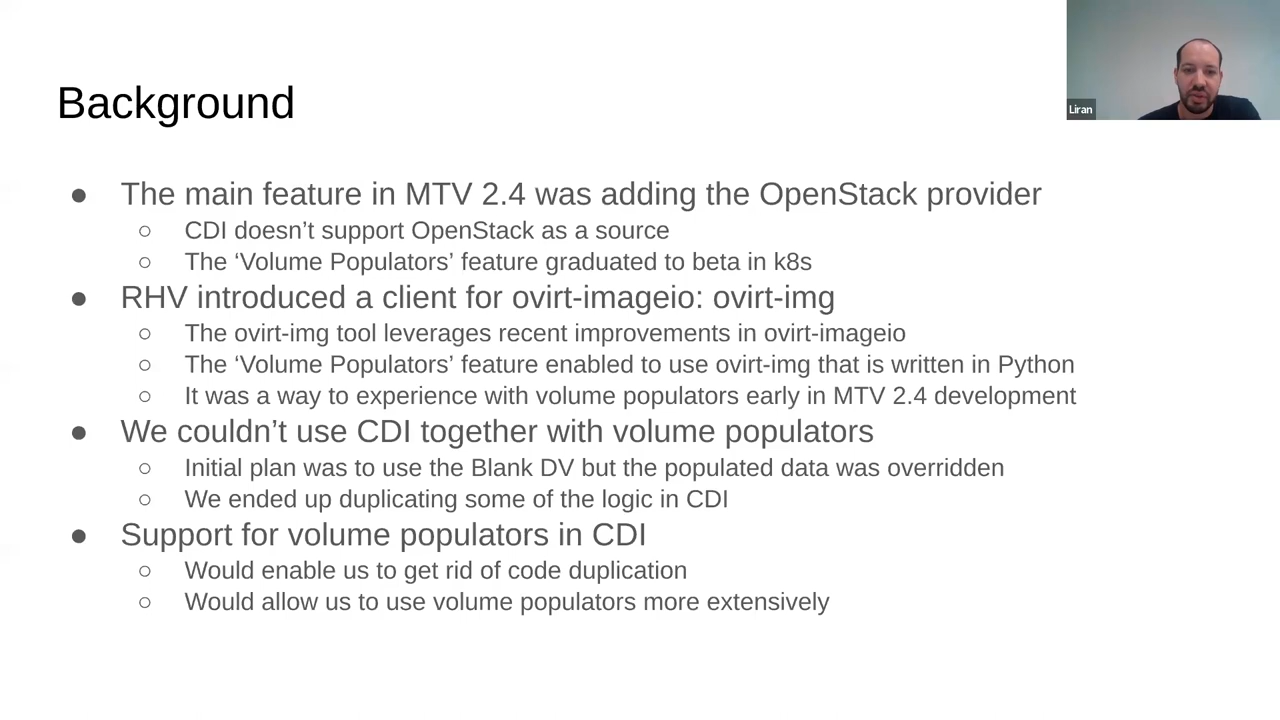 Background
Liran
● The main feature in MTV 2.4 was adding the OpenStack provider
○ CDI doesn’t support OpenStack as a source
○ The ‘Volume Populators’ feature graduated to beta in k8s
● RHV introduced a client for ovirt-imageio: ovirt-img
○ The ovirt-img tool leverages recent improvements in ovirt-imageio
○ The ‘Volume Populators’ feature enabled to use ovirt-img that is written in Python
○ It was a way to experience with volume populators early in MTV 2.4 development
● We couldn’t use CDI together with volume populators
○ Initial plan was to use the Blank DV but the populated data was overridden
○ We ended up duplicating some of the logic in CDI
● Support for volume populators in CDI
○ Would enable us to get rid of code duplication
○ Would allow us to use volume populators more extensively